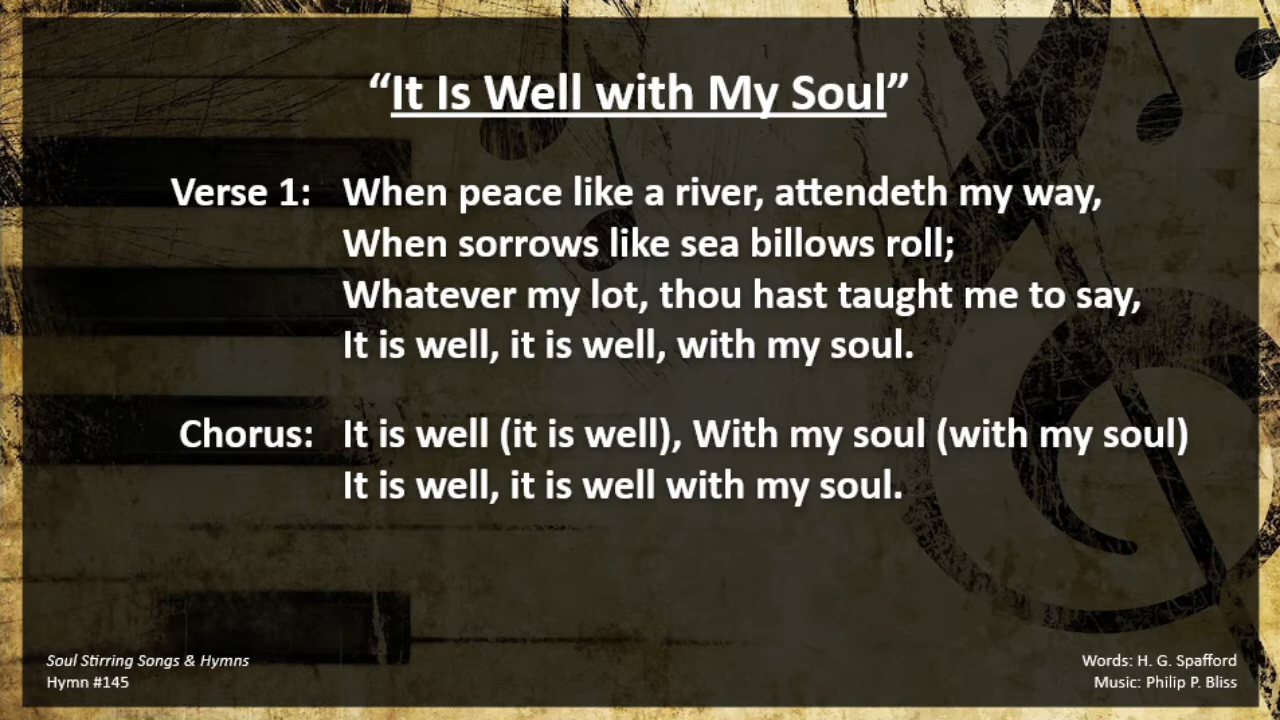 “It Is Well with My Soul”
Verse 1: When peace like a river, attendeth my way,
When sorrows like sea billows roll;
Whatever my lot, thou hast taught me to say,
It is well, it is well, with my soul.
Chorus: It is well (it is well), With my soul (with my soul)
It is well, it is well with my soul.
Soul Stirring Songs & Hymns
Hymn #145
Words: H. G. Spafford
Music: Philip P. Bliss